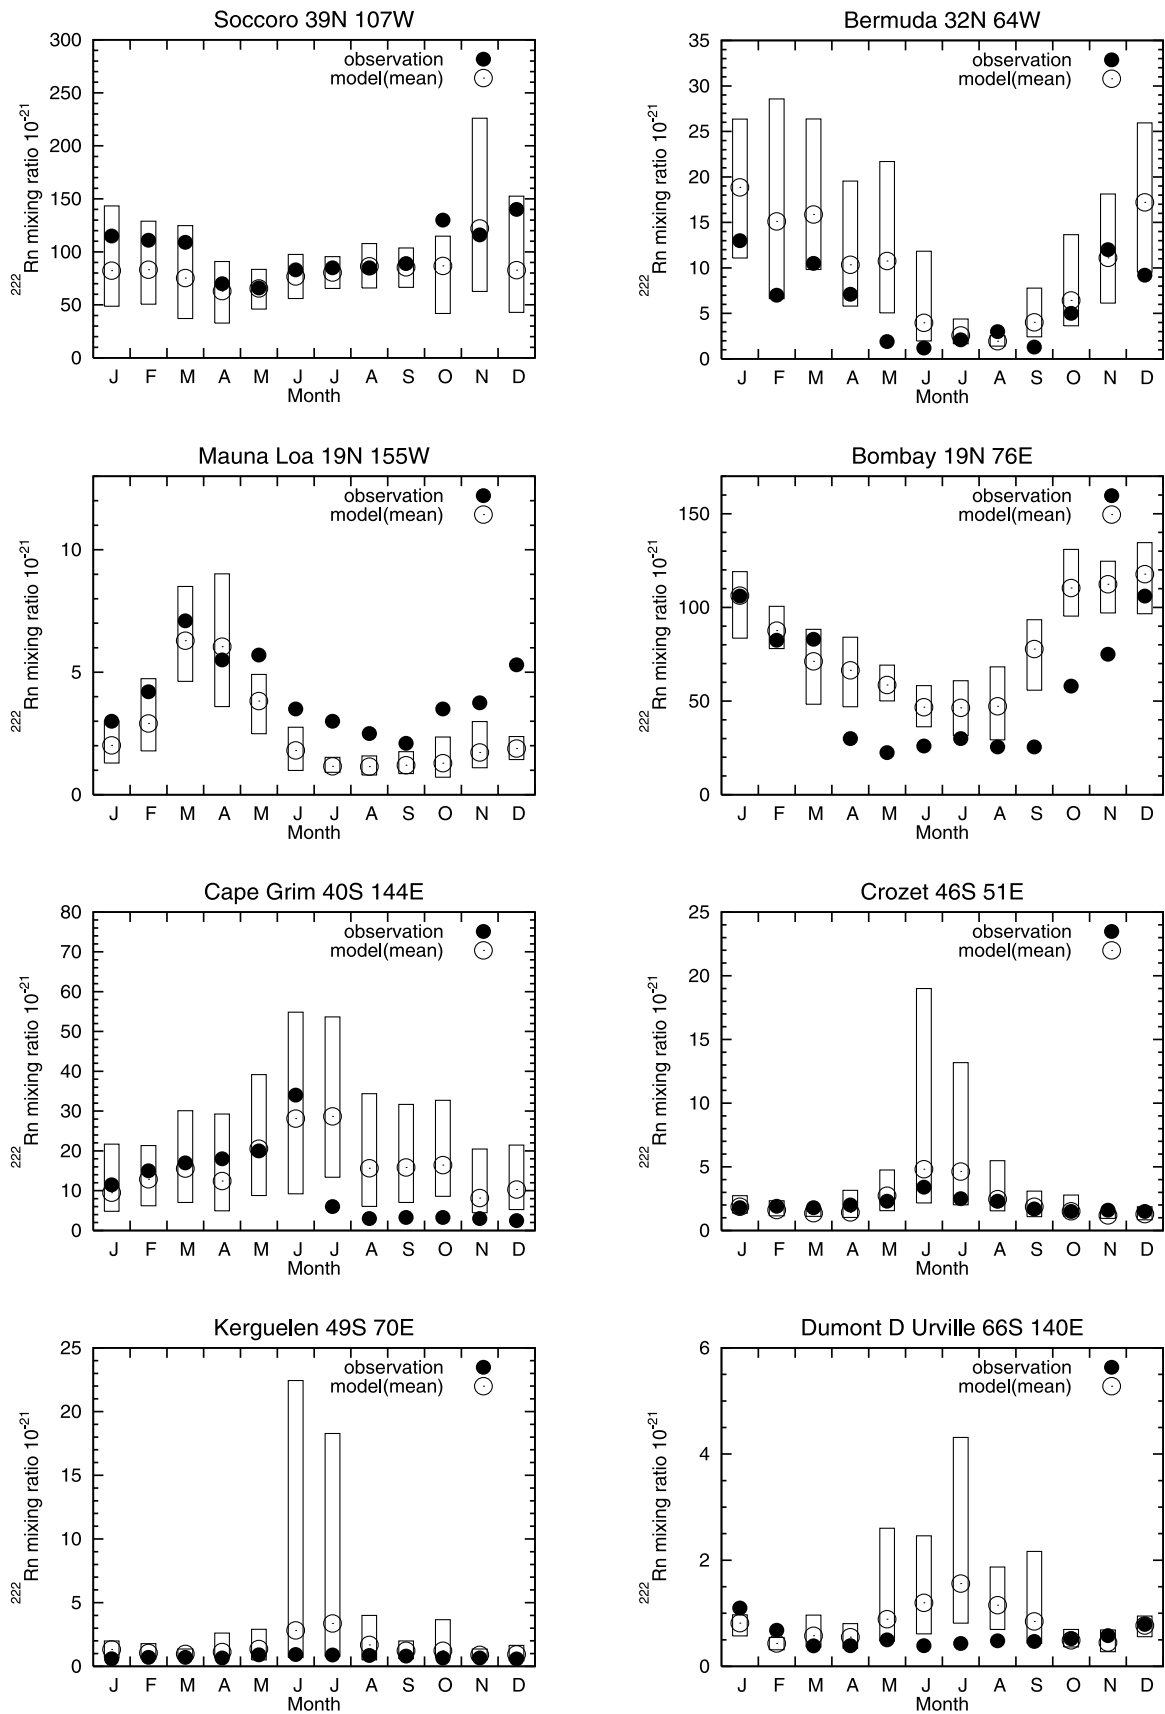 Soccoro 39N 107W
222Rn mixing ratio 10-21
300
250
200
150
100
50
0
observation
model(mean)
J F M A M J J A S O N D
Month
Bermuda 32N 64W
222Rn mixing ratio 10-21
35
30
25
20
15
10
5
0
observation
model(mean)
J F M A M J J A S O N D
Month
Mauna Loa 19N 155W
222Rn mixing ratio 10-21
10
5
0
observation
model(mean)
J F M A M J J A S O N D
Month
Bombay 19N 76E
222Rn mixing ratio 10-21
150
100
50
0
observation
model(mean)
J F M A M J J A S O N D
Month
Cape Grim 40S 144E
222Rn mixing ratio 10-21
80
70
60
50
40
30
20
10
0
observation
model(mean)
J F M A M J J A S O N D
Month
Crozet 46S 51E
222Rn mixing ratio 10-21
25
20
15
10
5
0
observation
model(mean)
J F M A M J J A S O N D
Month
Kerguelen 49S 70E
222Rn mixing ratio 10-21
25
20
15
10
5
0
observation
model(mean)
J F M A M J J A S O N D
Month
Dumont D Urville 66S 140E
222Rn mixing ratio 10-21
6
4
2
0
observation
model(mean)
J F M A M J J A S O N D
Month